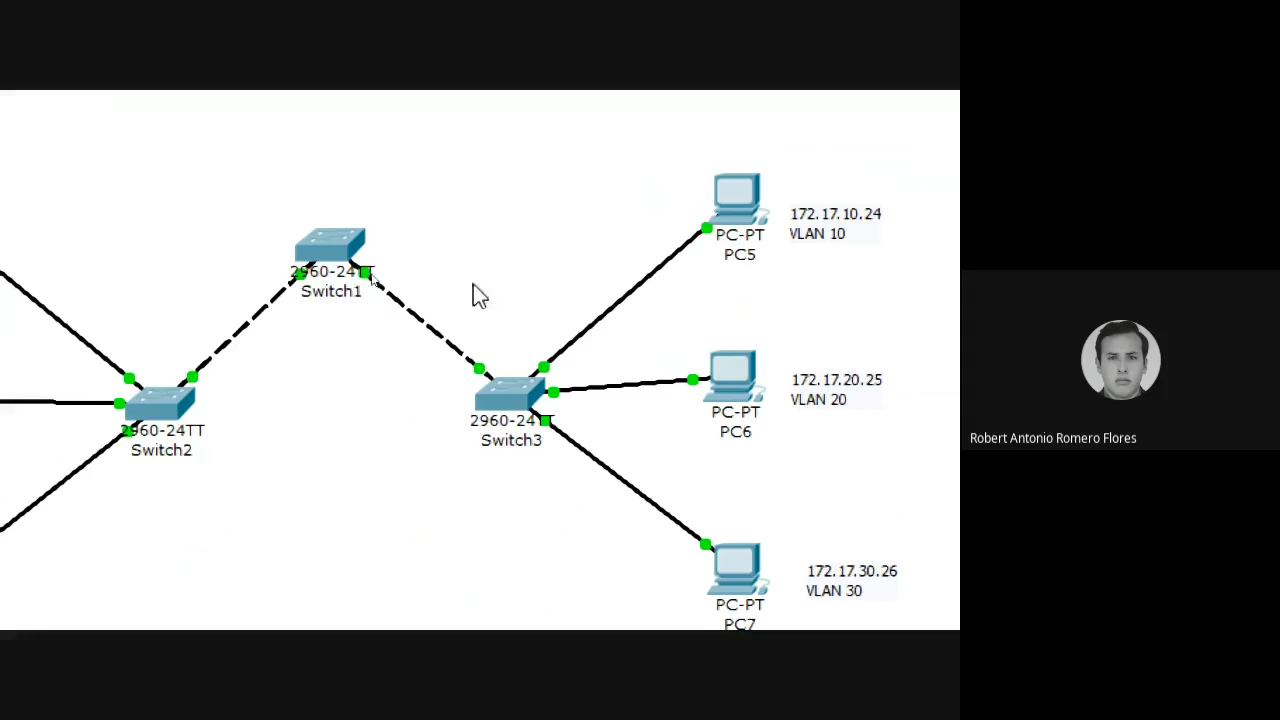 172.17.10.24
VLAN 10
PC-PT
PC5
2960-24TT
Switch1
172.17.20.25
VLAN 20
PC-PT
PC6
2960-24TT
Switch2
2960-24TT
Switch3
Robert Antonio Romero Flores
172.17.30.26
VLAN 30
PC-PT
PC7